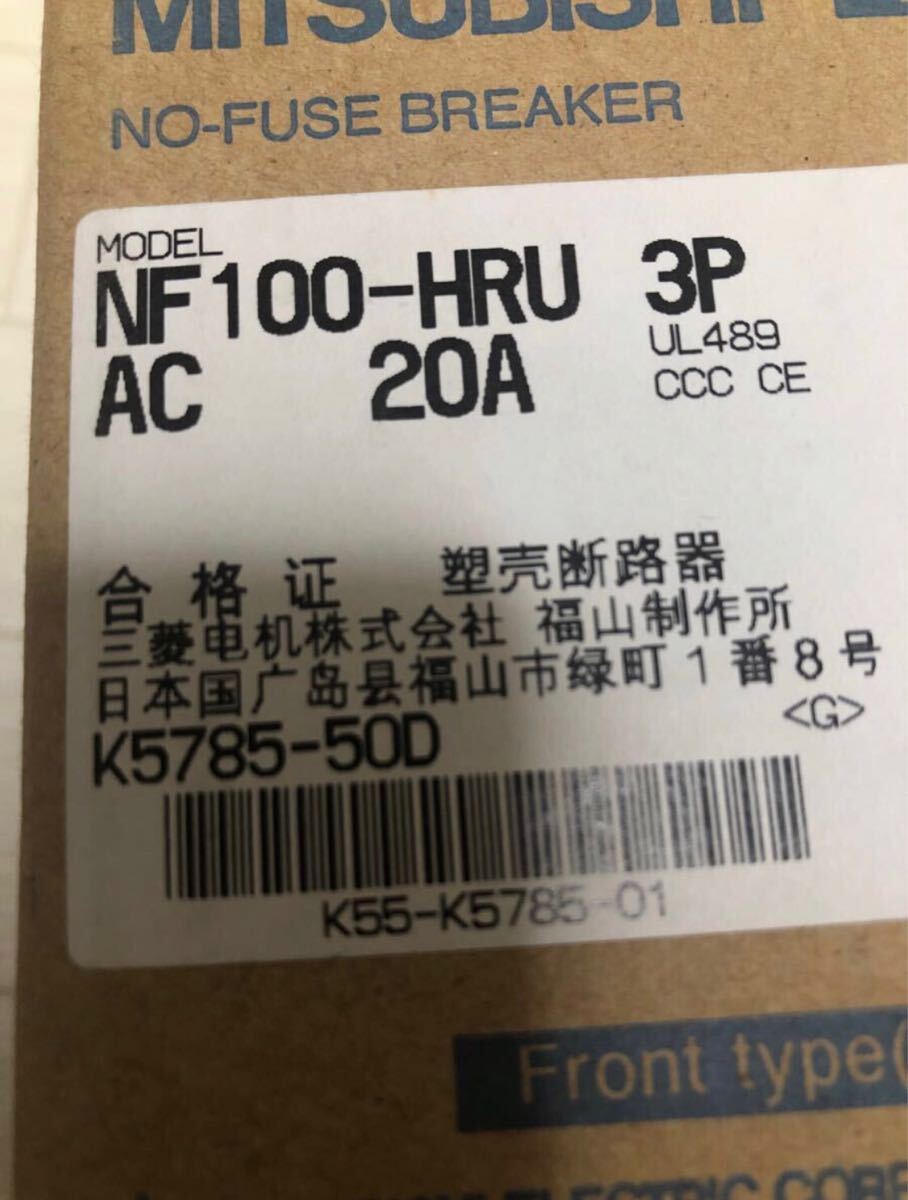 MITSUBISHI
NO-FUSE BREAKER
MODEL
NF100-HRU 3P
AC 20A
UL489
CCC CE
合格证 塑壳断路器
三菱电机株式会社 福山制作所
日本国广岛县福山市绿町1番8号
<G>
K5785-50D
K55-K5785-01
Front type(
ELECTRIC